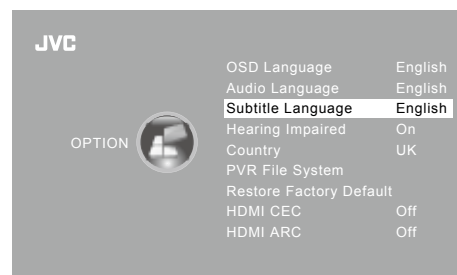 JVC
OPTION
OSD Language English
Audio Language English
Subtitle Language English
Hearing Impaired On
Country UK
PVR File System
Restore Factory Default
HDMI CEC Off
HDMI ARC Off